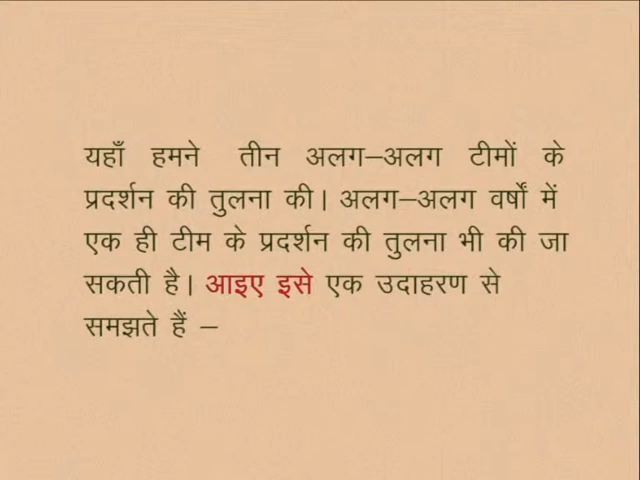 यहाँ हमने तीन अलग–अलग टीमों के
प्रदर्शन की तुलना की। अलग–अलग वर्षों में
एक ही टीम के प्रदर्शन की तुलना भी की जा
सकती है। आइए इसे एक उदाहरण से
समझते हैं –